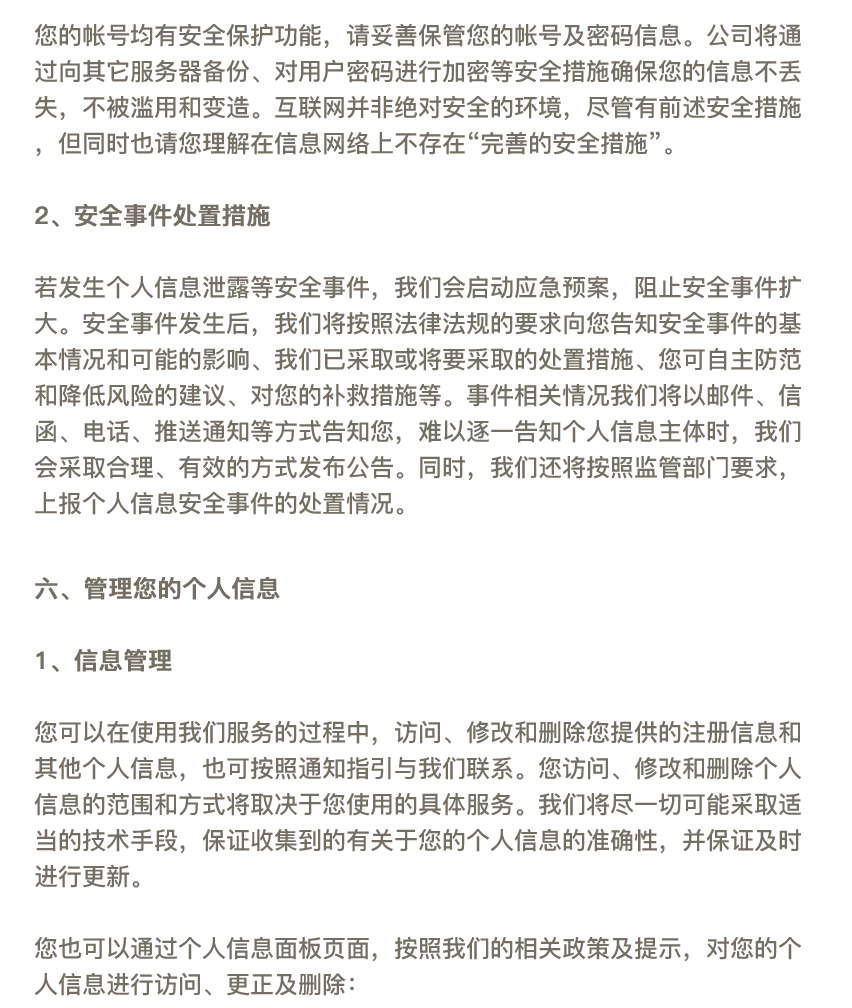 您的帐号均有安全保护功能，请妥善保管您的帐号及密码信息。公司将通
过向其它服务器备份、对用户密码进行加密等安全措施确保您的信息不丢
失，不被滥用和变造。互联网并非绝对安全的环境，尽管有前述安全措施
，但同时也请您理解在信息网络上不存在“完善的安全措施”。
2、安全事件处置措施
若发生个人信息泄露等安全事件，我们会启动应急预案，阻止安全事件扩
大。安全事件发生后，我们将按照法律法规的要求向您告知安全事件的基
本情况和可能的影响、我们已采取或将要采取的处置措施、您可自主防范
和降低风险的建议、对您的补救措施等。事件相关情况我们将以邮件、信
函、电话、推送通知等方式告知您，难以逐一告知个人信息主体时，我们
会采取合理、有效的方式发布公告。同时，我们还将按照监管部门要求，
上报个人信息安全事件的处置情况。
六、管理您的个人信息
1、信息管理
您可以在使用我们服务的过程中，访问、修改和删除您提供的注册信息和
其他个人信息，也可按照通知指引与我们联系。您访问、修改和删除个人
信息的范围和方式将取决于您使用的具体服务。我们将尽一切可能采取适
当的技术手段，保证收集到的有关于您的个人信息的准确性，并保证及时
进行更新。
您也可以通过个人信息面板页面，按照我们的相关政策及提示，对您的个
人信息进行访问、更正及删除：